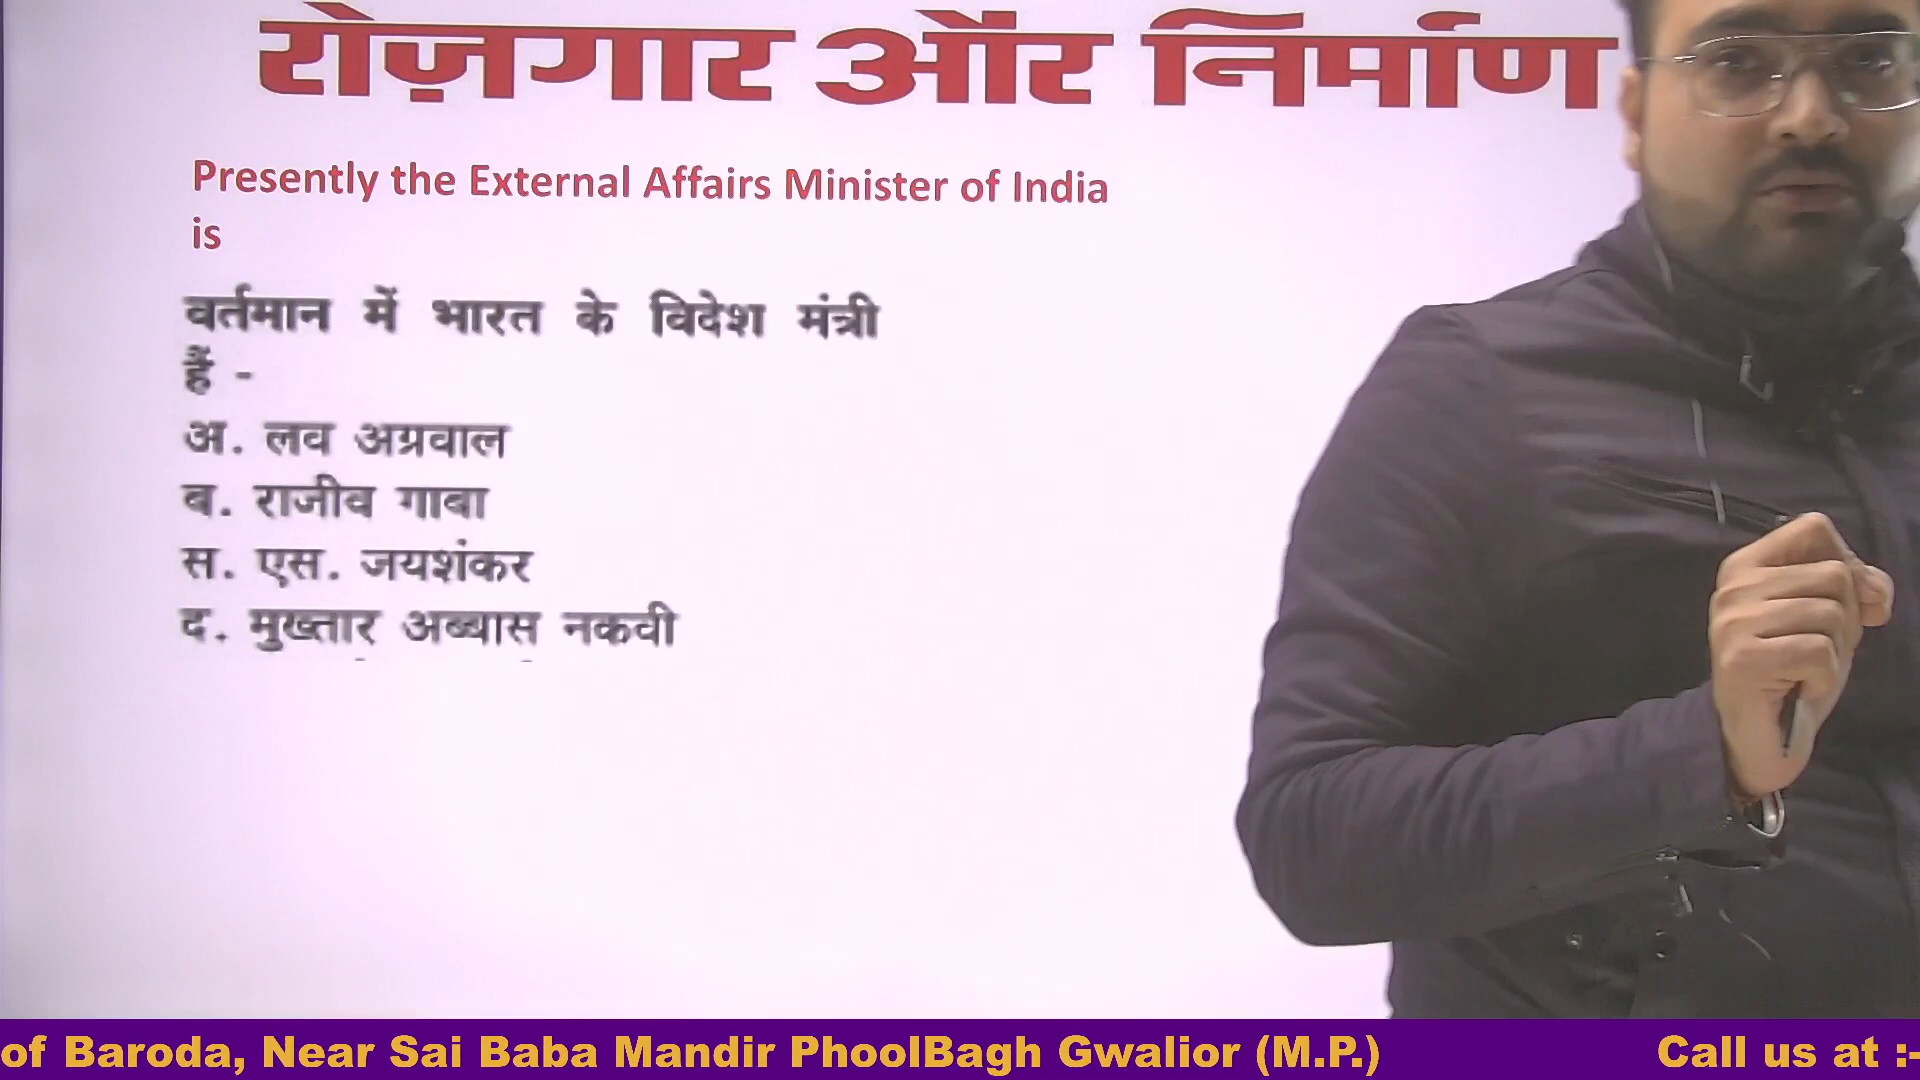 रोज़गार और निर्माण
Presently the External Affairs Minister of India
is
वर्तमान में भारत के विदेश मंत्री
हैं -
अ. लव अग्रवाल
ब. राजीव गाबा
स. एस. जयशंकर
द. मुख्तार अब्बास नकवी
of Baroda, Near Sai Baba Mandir PhoolBagh Gwalior (M.P.)
Call us at :-